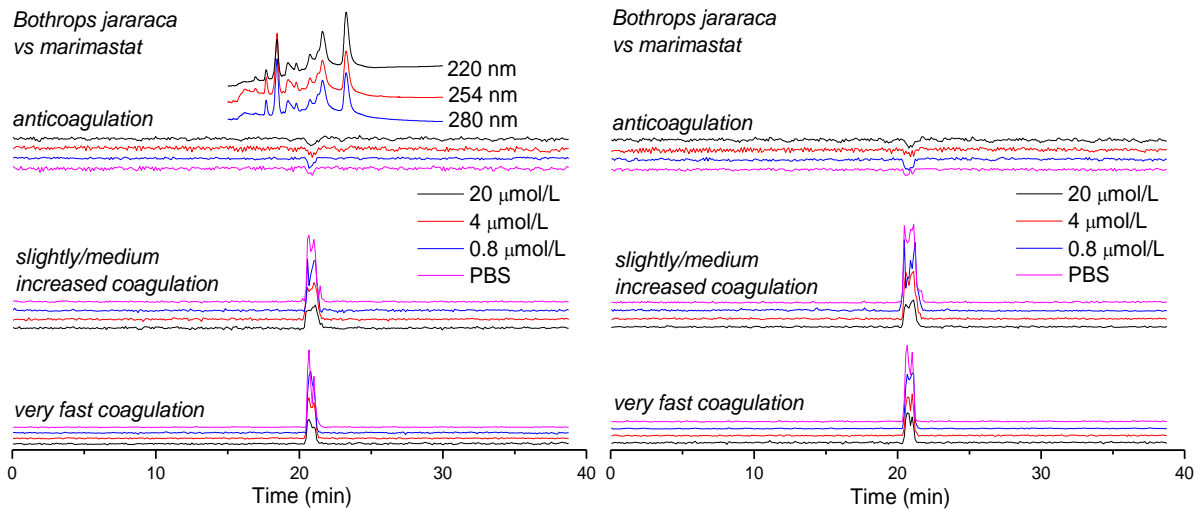 Bothrops jararaca
vs marimastat
220 nm
254 nm
280 nm
anticoagulation
20 μmol/L
4 μmol/L
0.8 μmol/L
PBS
slightly/medium
increased coagulation
very fast coagulation
0 10 20 30 40
Time (min)
Bothrops jararaca
vs marimastat
anticoagulation
20 μmol/L
4 μmol/L
0.8 μmol/L
PBS
slightly/medium
increased coagulation
very fast coagulation
0 10 20 30 40
Time (min)